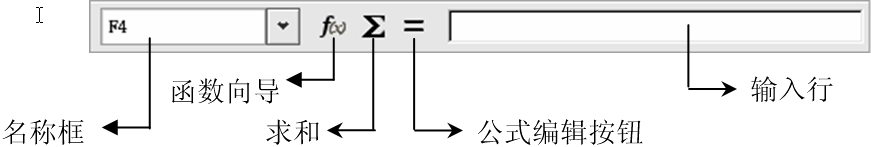 F4 f(x) Σ =
函数向导 输入行
名称框 求和 公式编辑按钮